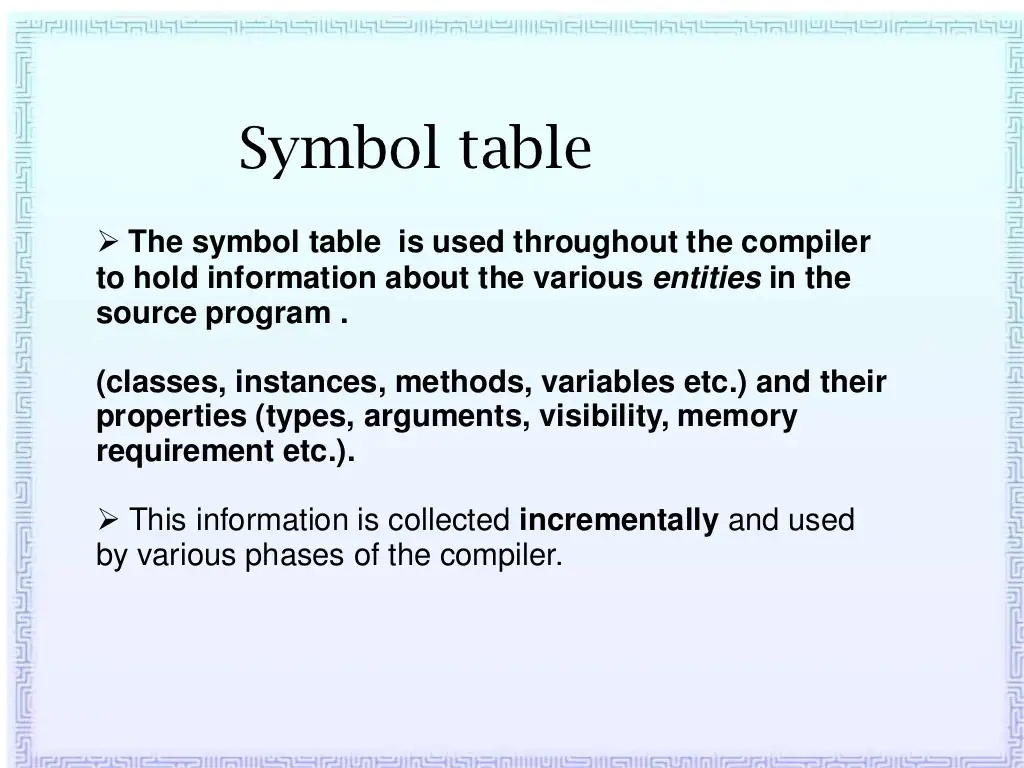 Symbol table
➢ The symbol table  is used throughout the compiler
to hold information about the various entities in the
source program .
(classes, instances, methods, variables etc.) and their
properties (types, arguments, visibility, memory
requirement etc.).
➢ This information is collected incrementally and used
by various phases of the compiler.